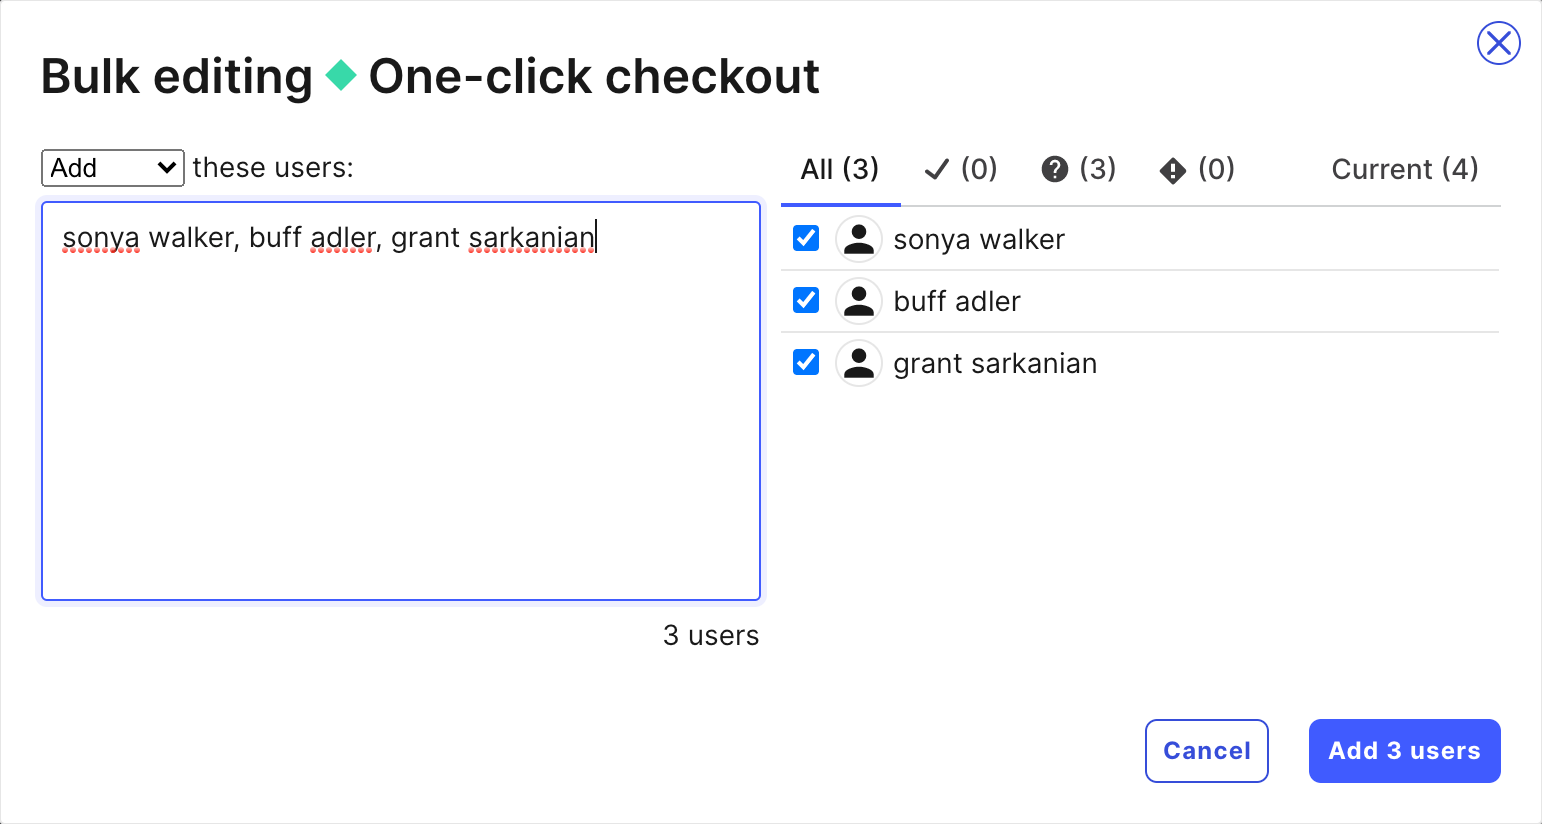 Bulk editing One-click checkout
Add these users:
sonya walker, buff adler, grant sarkanian
3 users
All (3) (0) (3) (0) Current (4)
sonya walker
buff adler
grant sarkanian
Cancel Add 3 users